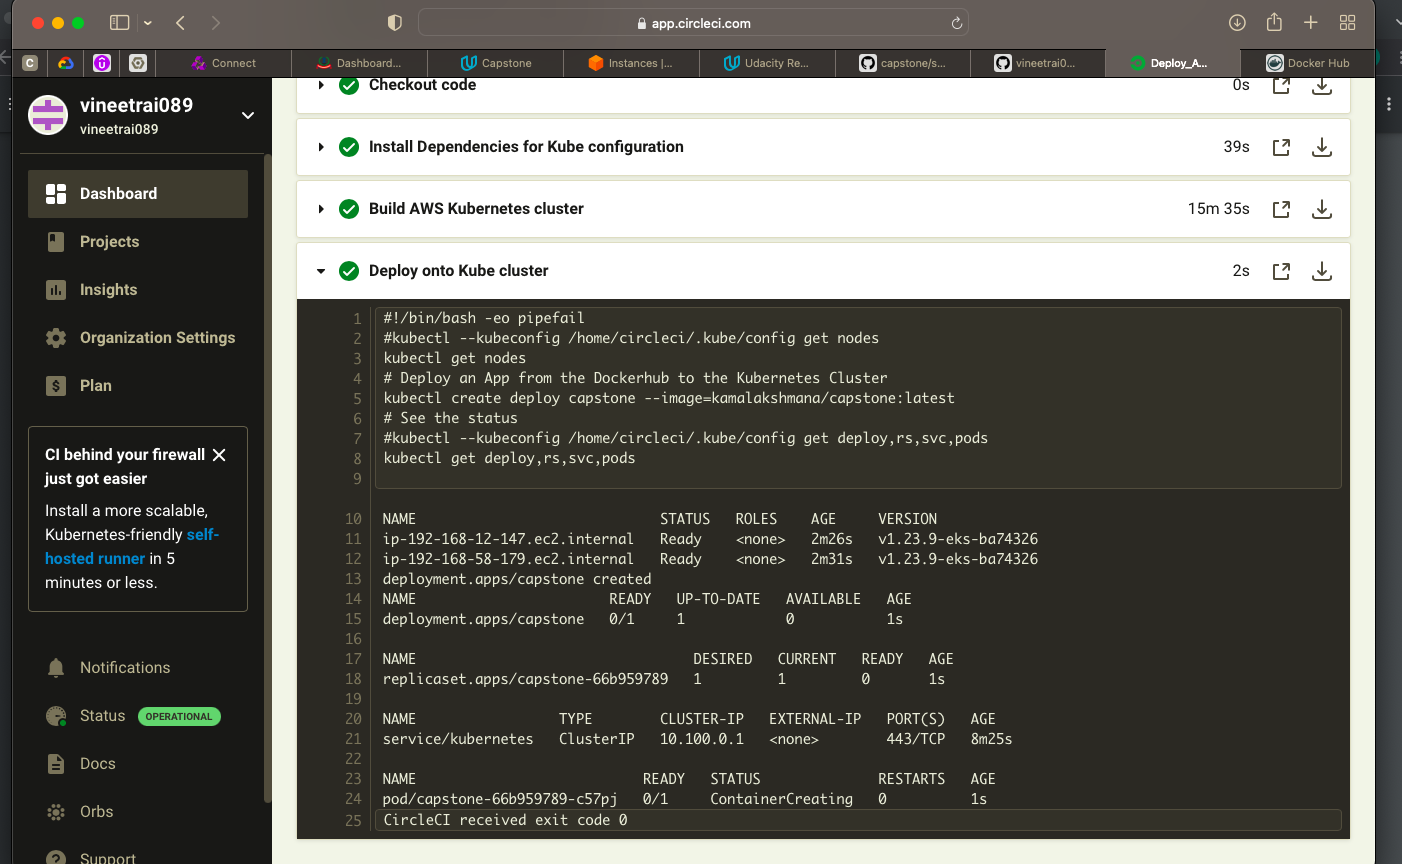 app.circleci.com
C
Connect
Dashboard...
Capstone
Instances |...
Udacity Re...
capstone/s...
vineetrai0...
Deploy_A...
Docker Hub
vineetrai089
vineetrai089
Dashboard
Projects
Insights
Organization Settings
Plan
CI behind your firewall
just got easier
Install a more scalable,
Kubernetes-friendly self-
hosted runner in 5
minutes or less.
Notifications
Status OPERATIONAL
Docs
Orbs
Support
Checkout code 0s
Install Dependencies for Kube configuration 39s
Build AWS Kubernetes cluster 15m 35s
Deploy onto Kube cluster 2s
1 #!/bin/bash -eo pipefail
2 #kubectl --kubeconfig /home/circleci/.kube/config get nodes
3 kubectl get nodes
4 # Deploy an App from the Dockerhub to the Kubernetes Cluster
5 kubectl create deploy capstone --image=kamalakshmana/capstone:latest
6 # See the status
7 #kubectl --kubeconfig /home/circleci/.kube/config get deploy,rs,svc,pods
8 kubectl get deploy,rs,svc,pods
9
10 NAME STATUS ROLES AGE VERSION
11 ip-192-168-12-147.ec2.internal Ready <none> 2m26s v1.23.9-eks-ba74326
12 ip-192-168-58-179.ec2.internal Ready <none> 2m31s v1.23.9-eks-ba74326
13 deployment.apps/capstone created
14 NAME READY UP-TO-DATE AVAILABLE AGE
15 deployment.apps/capstone 0/1 1 0 1s
16
17 NAME DESIRED CURRENT READY AGE
18 replicaset.apps/capstone-66b959789 1 1 0 1s
19
20 NAME TYPE CLUSTER-IP EXTERNAL-IP PORT(S) AGE
21 service/kubernetes ClusterIP 10.100.0.1 <none> 443/TCP 8m25s
22
23 NAME READY STATUS RESTARTS AGE
24 pod/capstone-66b959789-c57pj 0/1 ContainerCreating 0 1s
25 CircleCI received exit code 0